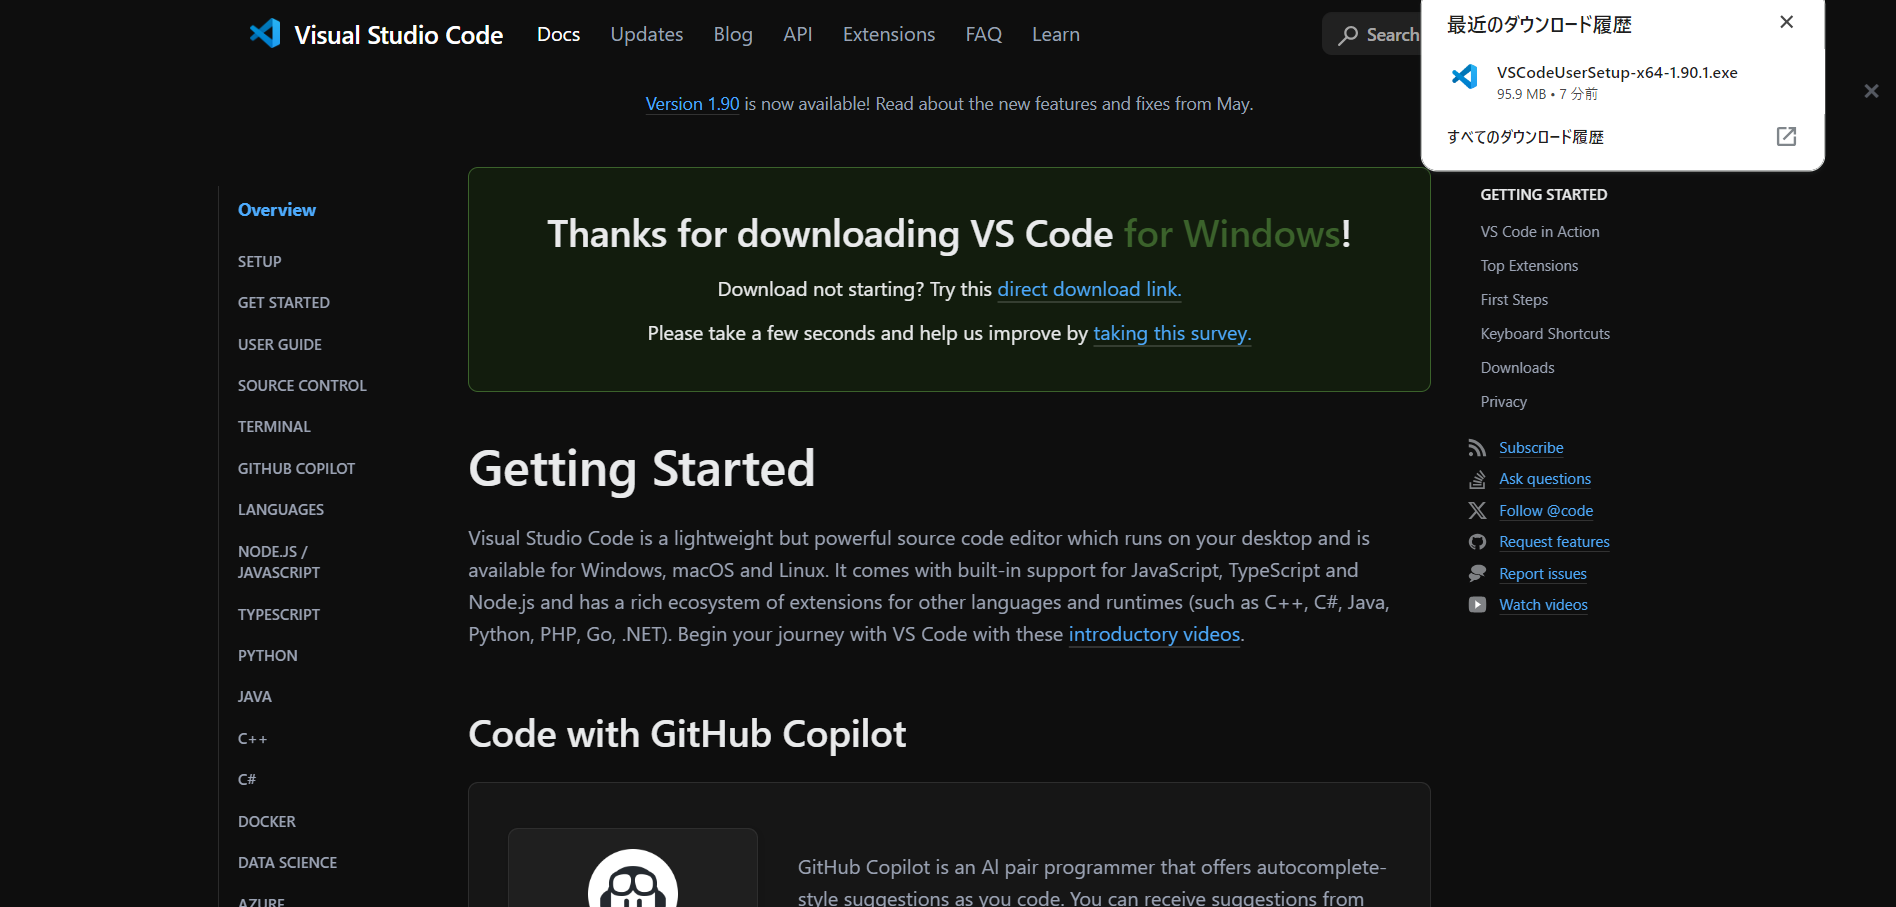 Visual Studio Code
Docs
Updates
Blog
API
Extensions
FAQ
Learn
Search
最近のダウンロード履歴
VSCodeUserSetup-x64-1.90.1.exe
95.9 MB • 7 分前
すべてのダウンロード履歴
Version 1.90 is now available! Read about the new features and fixes from May.
Overview
SETUP
GET STARTED
USER GUIDE
SOURCE CONTROL
TERMINAL
GITHUB COPILOT
LANGUAGES
NODE.JS /
JAVASCRIPT
TYPESCRIPT
PYTHON
JAVA
C++
C#
DOCKER
DATA SCIENCE
AZURE
Thanks for downloading VS Code for Windows!
Download not starting? Try this direct download link.
Please take a few seconds and help us improve by taking this survey.
Getting Started
Visual Studio Code is a lightweight but powerful source code editor which runs on your desktop and is
available for Windows, macOS and Linux. It comes with built-in support for JavaScript, TypeScript and
Node.js and has a rich ecosystem of extensions for other languages and runtimes (such as C++, C#, Java,
Python, PHP, Go, .NET). Begin your journey with VS Code with these introductory videos.
Code with GitHub Copilot
GitHub Copilot is an AI pair programmer that offers autocomplete-
style suggestions as you code. You can receive suggestions from
GETTING STARTED
VS Code in Action
Top Extensions
First Steps
Keyboard Shortcuts
Downloads
Privacy
Subscribe
Ask questions
Follow @code
Request features
Report issues
Watch videos